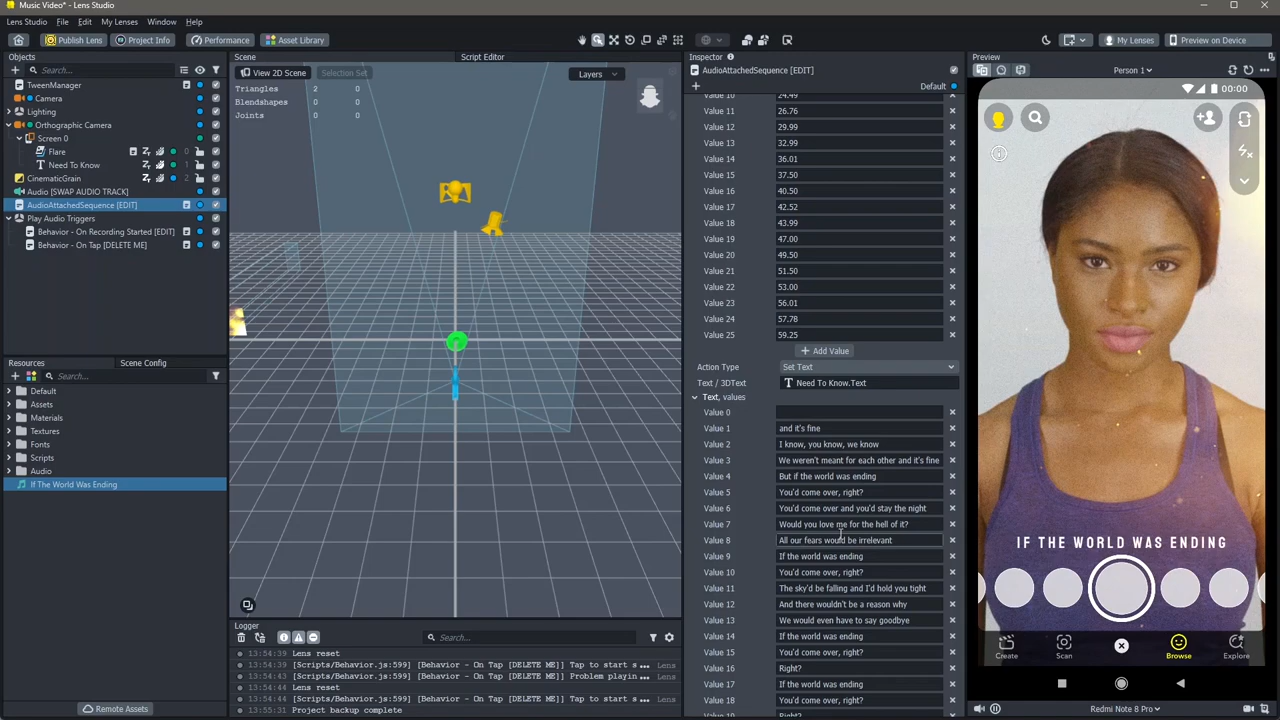 Music Video* - Lens Studio
Lens Studio File Edit My Lenses Window Help
Publish Lens Project Info Performance Asset Library My Lenses Preview on Device
Objects
Search...
TweenManager
Camera
Lighting
Orthographic Camera
Screen 0
Flare 0
Need To Know 1
CinematicGrain 2
Audio [SWAP AUDIO TRACK]
AudioAttachedSequence [EDIT]
Play Audio Triggers
Behavior - On Recording Started [EDIT]
Behavior - On Tap [DELETE ME]
Resources Scene Config
Search...
Default
Assets
Materials
Textures
Fonts
Scripts
Audio
If The World Was Ending
Remote Assets
Scene Script Editor
View 2D Scene Selection Set Layers
Triangles 2 0
Blendshapes 0 0
Joints 0 0
Logger
Search...
13:54:39 Lens reset
13:54:39 [Scripts/Behavior.js:599] [Behavior - On Tap [DELETE ME]] Tap to start s ... Lens
13:54:43 [Scripts/Behavior.js:599] [Behavior - On Tap [DELETE ME]] Problem playin ... Lens
13:54:44 Lens reset
13:54:44 [Scripts/Behavior.js:599] [Behavior - On Tap [DELETE ME]] Tap to start s ... Lens
13:55:31 Project backup complete
Inspector
AudioAttachedSequence [EDIT]
Default
Value 10 24.49
Value 11 26.76
Value 12 29.99
Value 13 32.99
Value 14 36.01
Value 15 37.50
Value 16 40.50
Value 17 42.52
Value 18 43.99
Value 19 47.00
Value 20 49.50
Value 21 51.50
Value 22 53.00
Value 23 56.01
Value 24 57.78
Value 25 59.25
+ Add Value
Action Type Set Text
Text / 3DText Need To Know.Text
Text, values
Value 0
Value 1 and it's fine
Value 2 I know, you know, we know
Value 3 We weren't meant for each other and it's fine
Value 4 But if the world was ending
Value 5 You'd come over, right?
Value 6 You'd come over and you'd stay the night
Value 7 Would you love me for the hell of it?
Value 8 All our fears would be irrelevant
Value 9 If the world was ending
Value 10 You'd come over, right?
Value 11 The sky'd be falling and I'd hold you tight
Value 12 And there wouldn't be a reason why
Value 13 We would even have to say goodbye
Value 14 If the world was ending
Value 15 You'd come over, right?
Value 16 Right?
Value 17 If the world was ending
Value 18 You'd come over, right?
Value 19 Right?
Preview
Person 1
00:00
IF THE WORLD WAS ENDING
Create Scan Browse Explore
Redmi Note 8 Pro